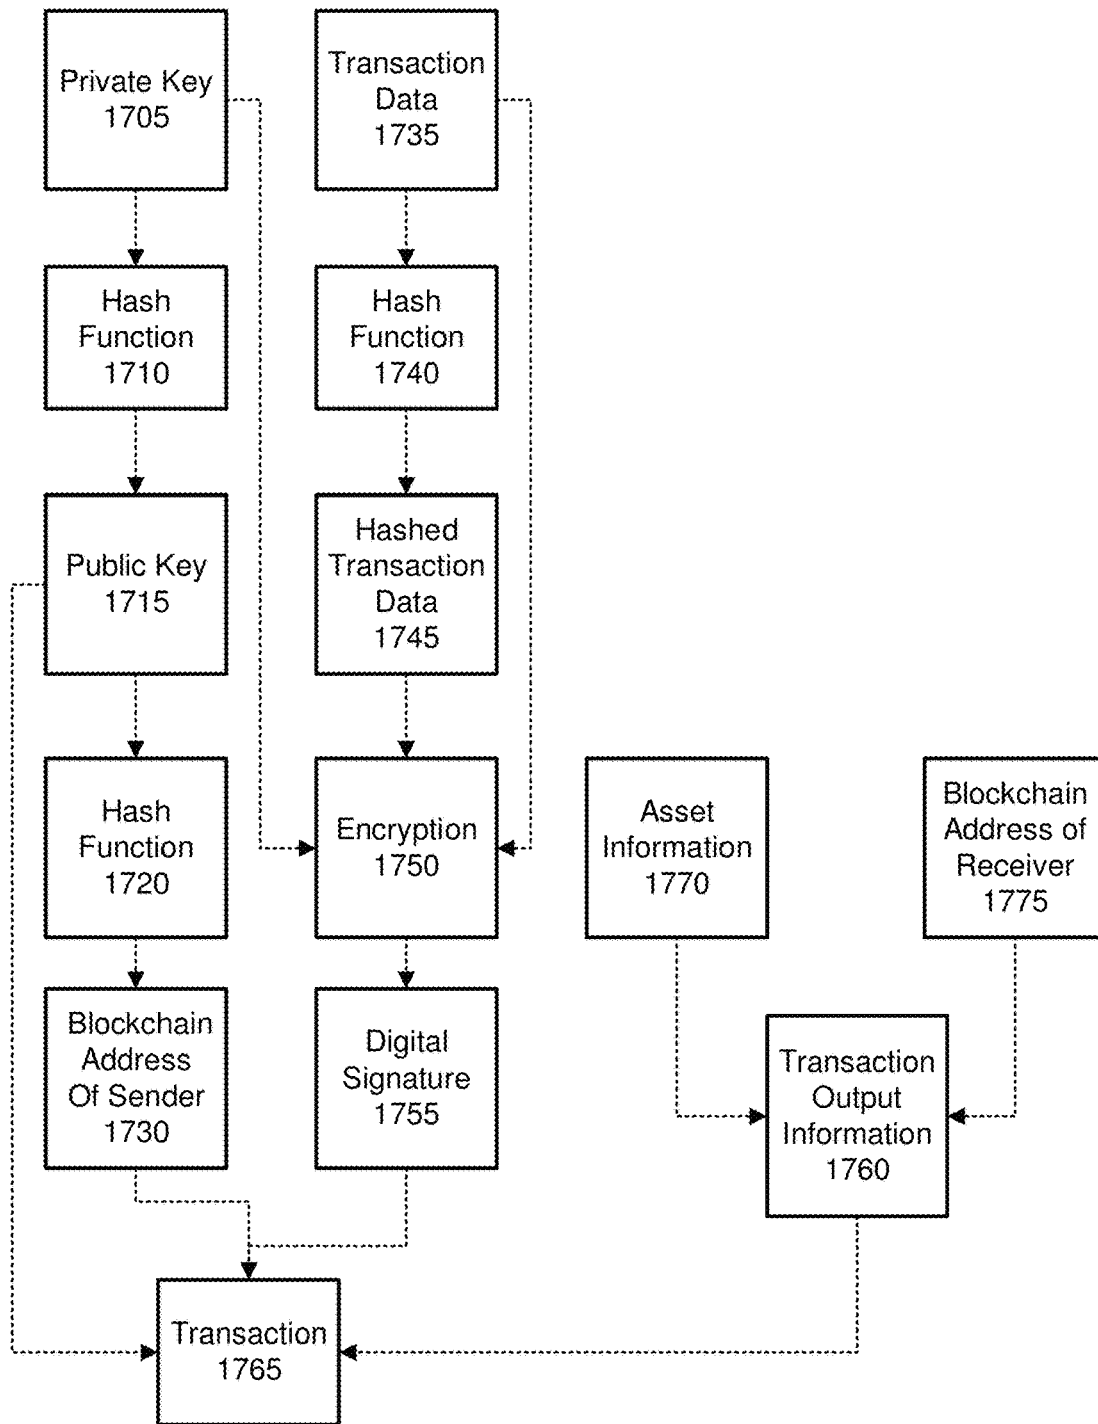 Private Key
1705
Transaction
Data
1735
Hash
Function
1710
Hash
Function
1740
Public Key
1715
Hashed
Transaction
Data
1745
Hash
Function
1720
Encryption
1750
Asset
Information
1770
Blockchain
Address of
Receiver
1775
Blockchain
Address
Of Sender
1730
Digital
Signature
1755
Transaction
Output
Information
1760
Transaction
1765